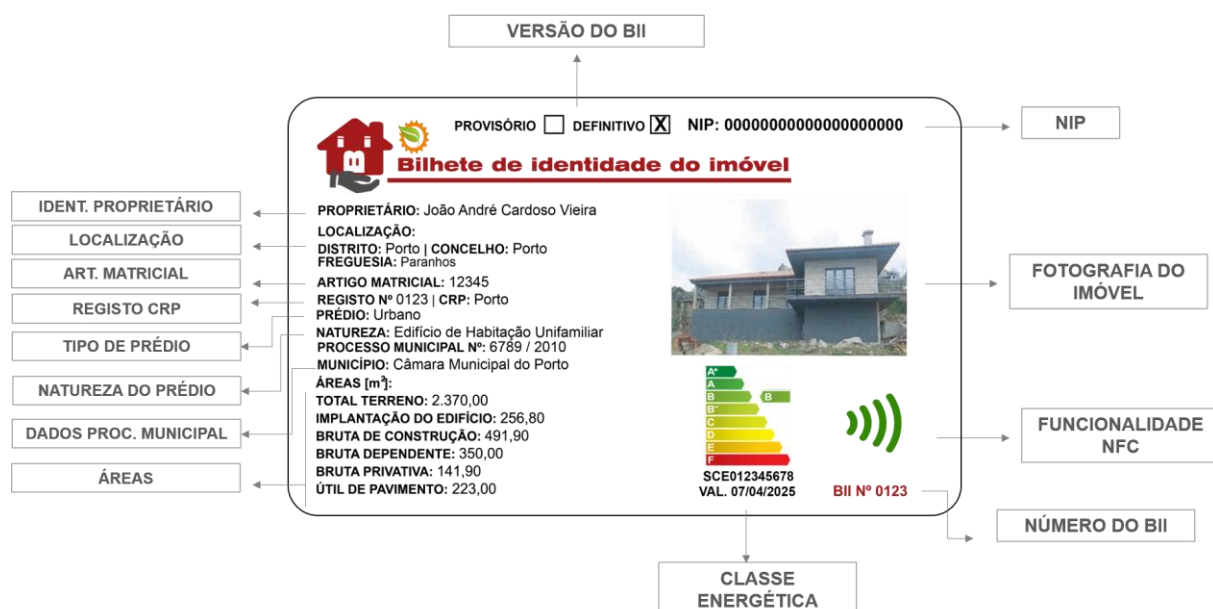 VERSÃO DO BII
PROVISÓRIO DEFINITIVO X NIP: 00000000000000000000
NIP
Bilhete de identidade do imóvel
IDENT. PROPRIETÁRIO
LOCALIZAÇÃO
ART. MATRICIAL
REGISTO CRP
TIPO DE PRÉDIO
NATUREZA DO PRÉDIO
DADOS PROC. MUNICIPAL
ÁREAS
PROPRIETÁRIO: João André Cardoso Vieira
LOCALIZAÇÃO:
DISTRITO: Porto | CONCELHO: Porto
FREGUESIA: Paranhos
ARTIGO MATRICIAL: 12345
REGISTO Nº 0123 | CRP: Porto
PRÉDIO: Urbano
NATUREZA: Edifício de Habitação Unifamiliar
PROCESSO MUNICIPAL Nº: 6789 / 2010
MUNICÍPIO: Câmara Municipal do Porto
ÁREAS [m²]:
TOTAL TERRENO: 2.370,00
IMPLANTAÇÃO DO EDIFÍCIO: 256,80
BRUTA DE CONSTRUÇÃO: 491,90
BRUTA DEPENDENTE: 350,00
BRUTA PRIVATIVA: 141,90
ÚTIL DE PAVIMENTO: 223,00
A+
A
B B
B-
C
D
E
F
SCE012345678
VAL. 07/04/2025
BII Nº 0123
FOTOGRAFIA DO
IMÓVEL
FUNCIONALIDADE
NFC
NÚMERO DO BII
CLASSE
ENERGÉTICA